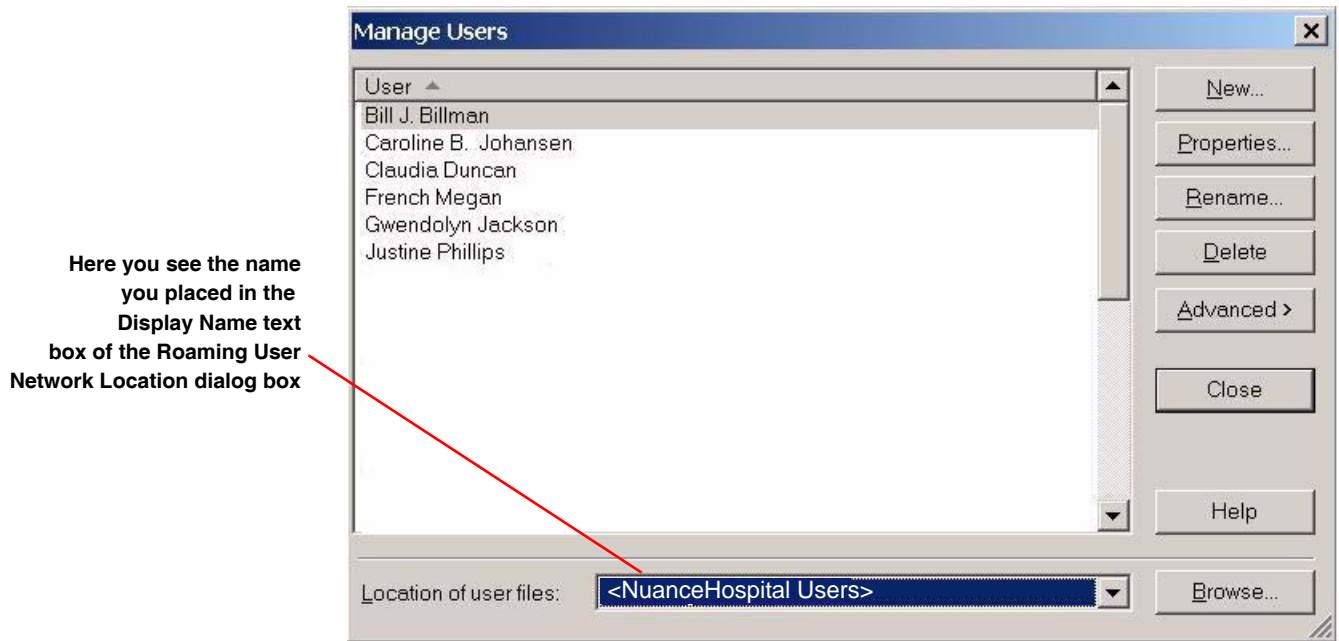 Manage Users
User
Bill J. Billman
Caroline B. Johansen
Claudia Duncan
French Megan
Gwendolyn Jackson
Justine Phillips
New...
Properties...
Rename...
Delete
Advanced >
Close
Help
Here you see the name
you placed in the
Display Name text
box of the Roaming User
Network Location dialog box
Location of user files:
<NuanceHospital Users>
Browse...